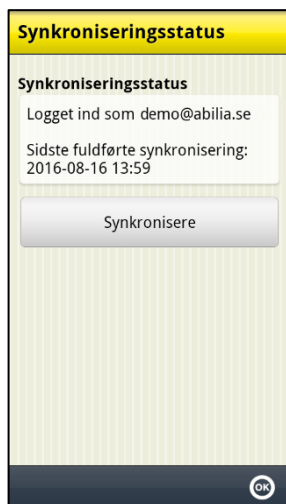 Synkroniseringsstatus
Synkroniseringsstatus
Logget ind som demo@abilia.se
Sidste fuldførte synkronisering:
2016-08-16 13:59
Synkronisere
OK